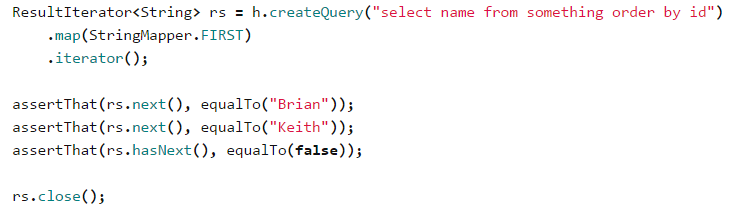 ResultIterator<String> rs = h.createQuery("select name from something order by id")
    .map(StringMapper.FIRST)
    .iterator();

assertThat(rs.next(), equalTo("Brian"));
assertThat(rs.next(), equalTo("Keith"));
assertThat(rs.hasNext(), equalTo(false));

rs.close();